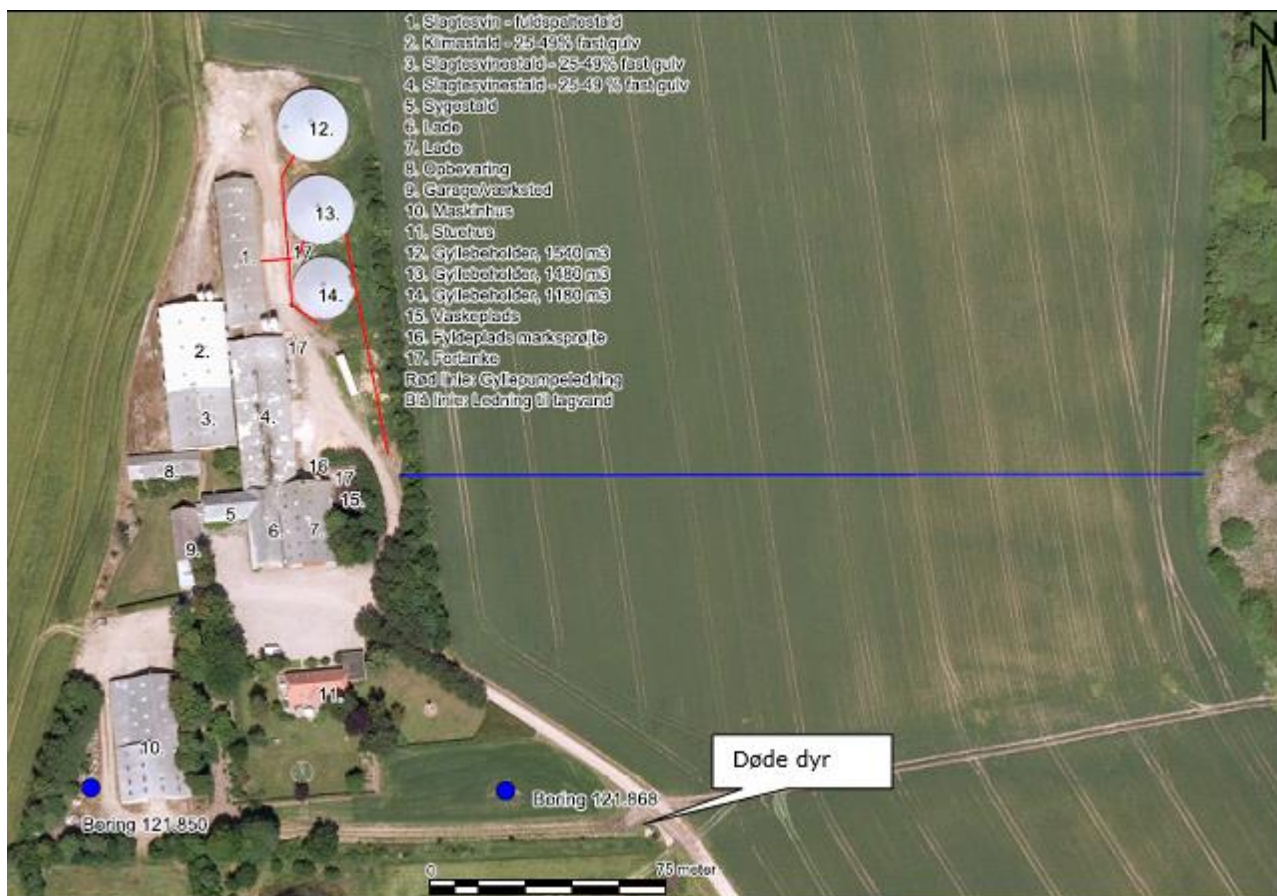 1. Slagtesvin - fuldspaltestald
2. Klimastald - 25-49% fast gulv
3. Slagtesvinestald - 25-49% fast gulv
4. Slagtesvinestald - 25-49 % fast gulv
5. Sygestald
6. Lade
7. Lade
8. Opbevaring
9. Garage/værksted
10. Maskinhus
11. Stuehus
12. Gyllebeholder, 1540 m3
13. Gyllebeholder, 1480 m3
14. Gyllebeholder, 1180 m3
15. Vaskeplads
16. Fyldeplads marksprøjte
17. Fortanke
Rød linie: Gyllepumpeledning
Blå linie: Ledning til tagvand
N
12.
13.
17
1.
14.
17
2.
4.
3.
16
8.
17
15.
5
6.
7.
9.
11.
10
Døde dyr
Boring 121.868
Boring 121.850
0
75 meter